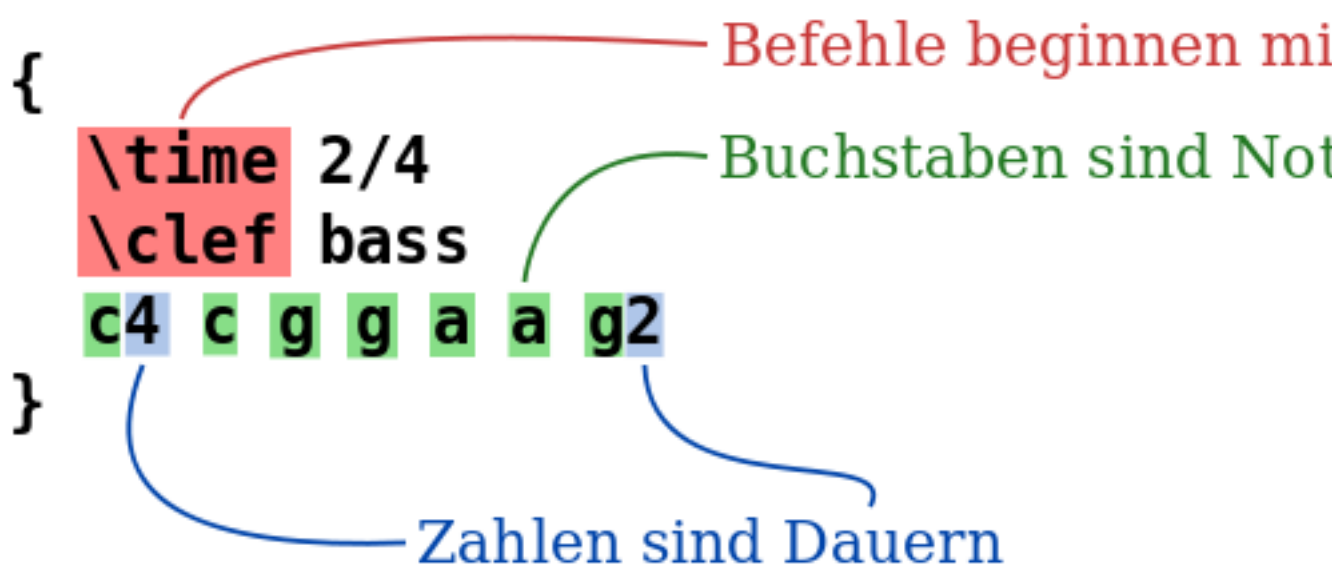 Befehle beginnen mi
{
\time 2/4
Buchstaben sind Not
\clef bass
c4 c g g a a g2
}
Zahlen sind Dauern